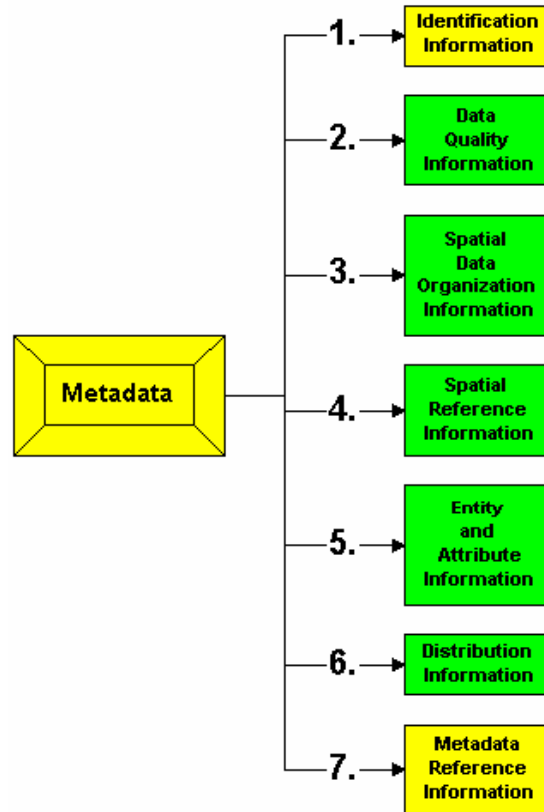 Metadata
1.
Identification
Information
2.
Data
Quality
Information
3.
Spatial
Data
Organization
Information
4.
Spatial
Reference
Information
5.
Entity
and
Attribute
Information
6.
Distribution
Information
7.
Metadata
Reference
Information